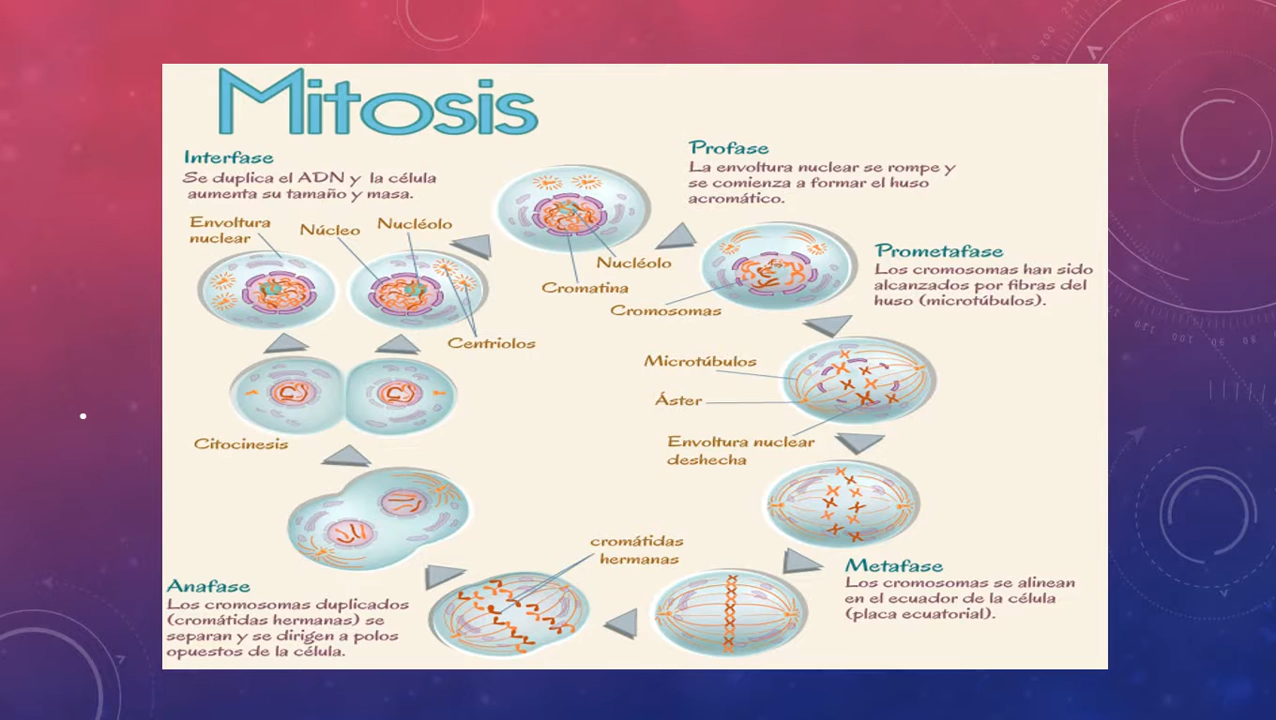 Mitosis
Interfase
Se duplica el ADN y la célula
aumenta su tamaño y masa.
Envoltura
nuclear
Núcleo
Nucléolo
Centriolos
Nucléolo
Cromatina
Profase
La envoltura nuclear se rompe y
se comienza a formar el huso
acromático.
Cromosomas
Prometafase
Los cromosomas han sido
alcanzados por fibras del
huso (microtúbulos).
Microtúbulos
Áster
Envoltura nuclear
deshecha
Metafase
Los cromosomas se alinean
en el ecuador de la célula
(placa ecuatorial).
cromátidas
hermanas
Anafase
Los cromosomas duplicados
(cromátidas hermanas) se
separan y se dirigen a polos
opuestos de la célula.
Citocinesis